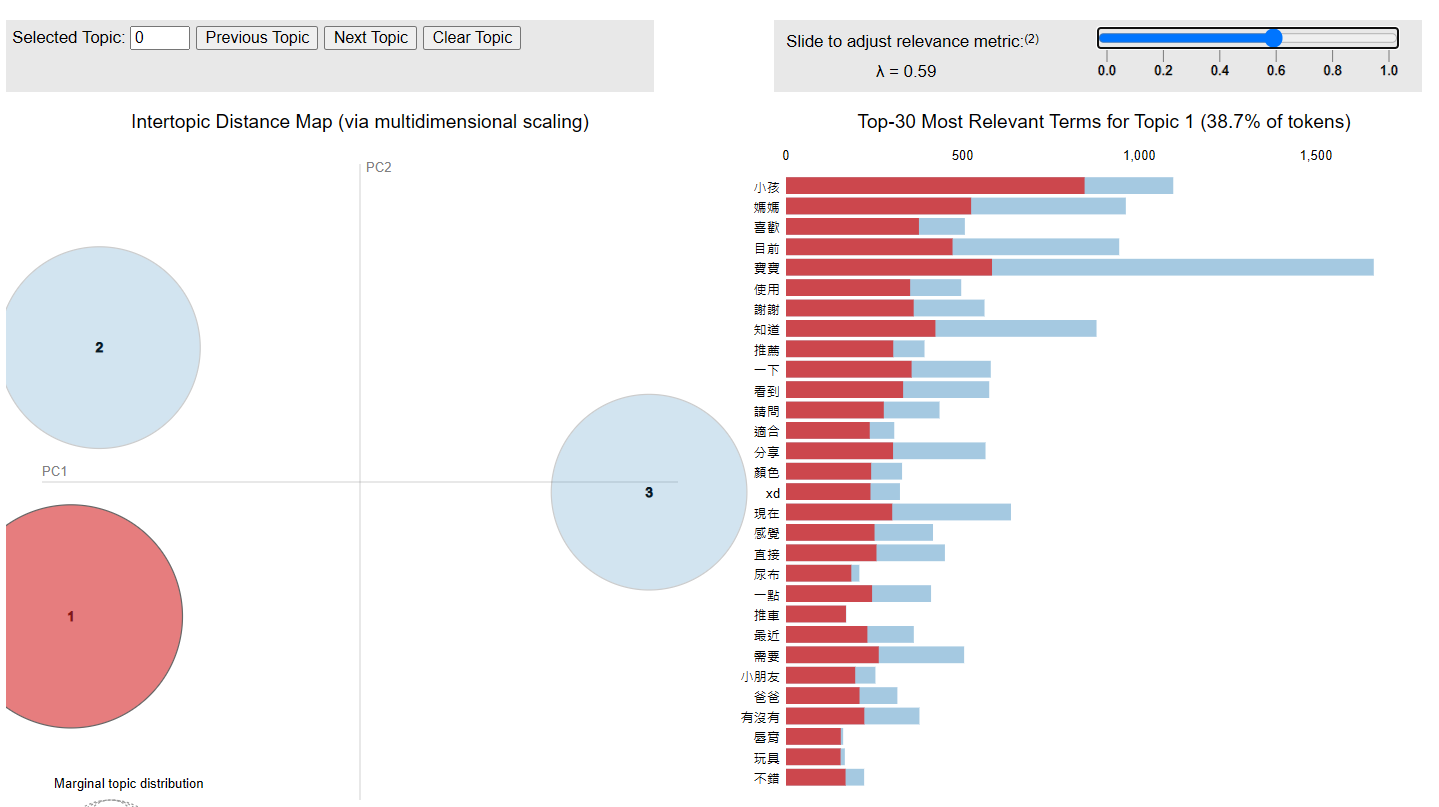 Selected Topic: 0 Previous Topic Next Topic Clear Topic
Slide to adjust relevance metric:(2)
λ = 0.59
0.0 0.2 0.4 0.6 0.8 1.0
Intertopic Distance Map (via multidimensional scaling)
PC2
2
PC1
3
1
Marginal topic distribution
Top-30 Most Relevant Terms for Topic 1 (38.7% of tokens)
0 500 1,000 1,500
小孩
媽媽
喜歡
目前
寶寶
使用
謝謝
知道
推薦
一下
看到
請問
適合
分享
顏色
xd
現在
感覺
直接
尿布
一點
推車
最近
需要
小朋友
爸爸
有沒有
唇膏
玩具
不錯